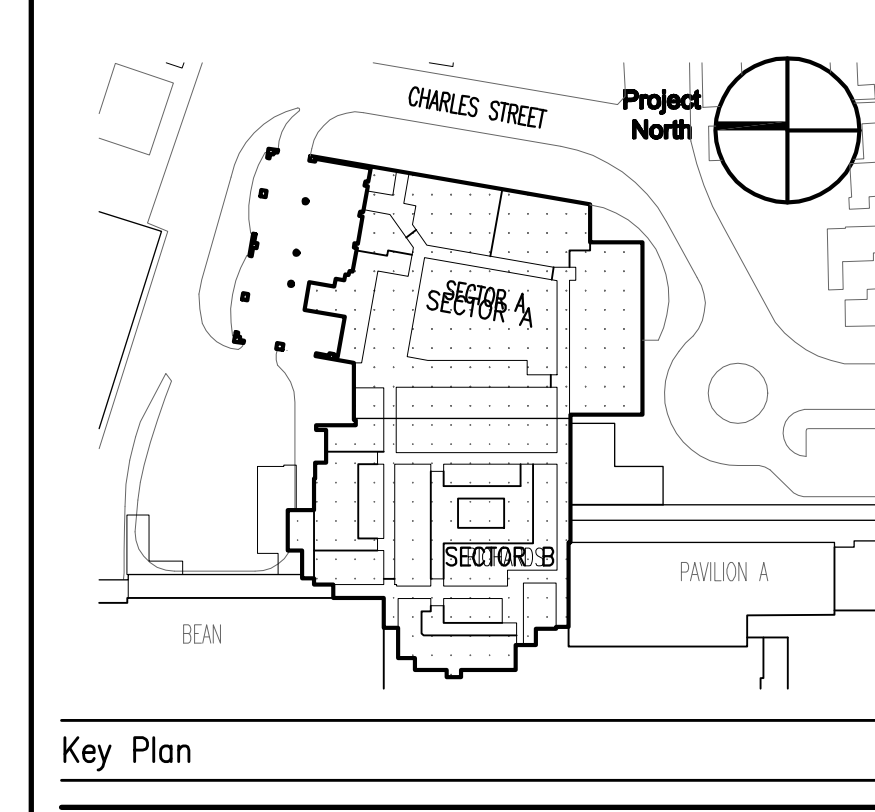 CHARLES STREET
Project
North
SECTOR A
SECTOR A
SECTOR B
PAVILION A
BEAN
Key Plan